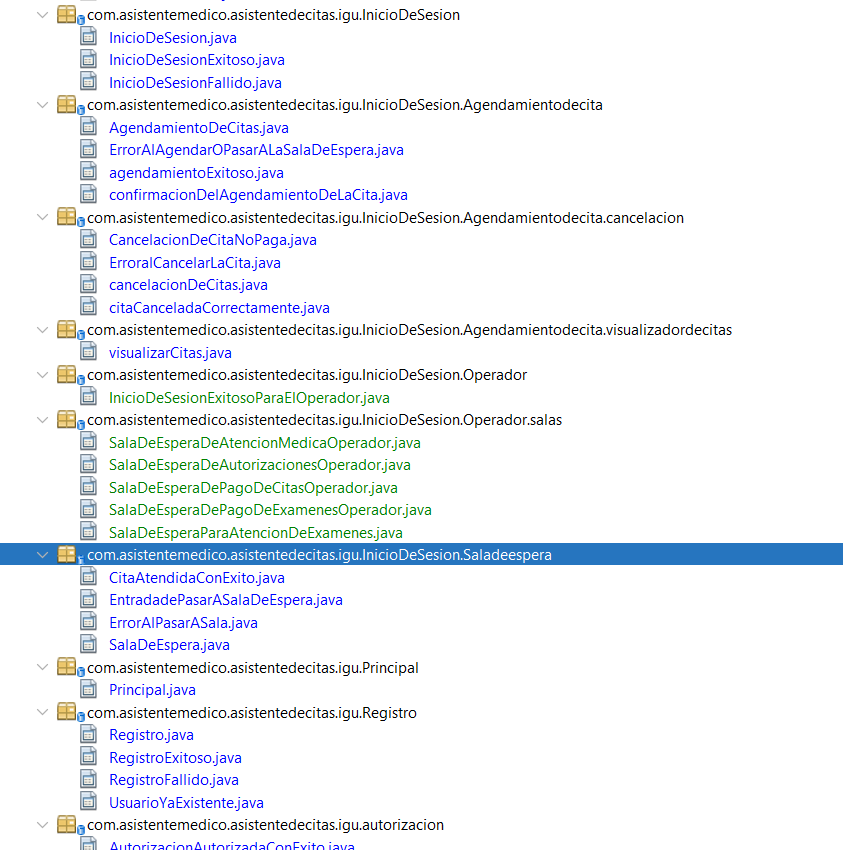 com.asistentemedico.asistentedecitas.igu.InicioDeSesion
InicioDeSesion.java
InicioDeSesionExitoso.java
InicioDeSesionFallido.java
com.asistentemedico.asistentedecitas.igu.InicioDeSesion.Agendamientodecita
AgendamientoDeCitas.java
ErrorAlAgendarOPasarALaSalaDeEspera.java
agendamientoExitoso.java
confirmacionDelAgendamientoDeLaCita.java
com.asistentemedico.asistentedecitas.igu.InicioDeSesion.Agendamientodecita.cancelacion
CancelacionDeCitaNoPaga.java
ErroralCancelarLaCita.java
cancelacionDeCitas.java
citaCanceladaCorrectamente.java
com.asistentemedico.asistentedecitas.igu.InicioDeSesion.Agendamientodecita.visualizadordecitas
visualizarCitas.java
com.asistentemedico.asistentedecitas.igu.InicioDeSesion.Operador
InicioDeSesionExitosoParaElOperador.java
com.asistentemedico.asistentedecitas.igu.InicioDeSesion.Operador.salas
SalaDeEsperaDeAtencionMedicaOperador.java
SalaDeEsperaDeAutorizacionesOperador.java
SalaDeEsperaDePagoDeCitasOperador.java
SalaDeEsperaDePagoDeExamenesOperador.java
SalaDeEsperaParaAtencionDeExamenes.java
com.asistentemedico.asistentedecitas.igu.InicioDeSesion.Saladeespera
CitaAtendidaConExito.java
EntradadePasarASalaDeEspera.java
ErrorAlPasarASala.java
SalaDeEspera.java
com.asistentemedico.asistentedecitas.igu.Principal
Principal.java
com.asistentemedico.asistentedecitas.igu.Registro
Registro.java
RegistroExitoso.java
RegistroFallido.java
UsuarioYaExistente.java
com.asistentemedico.asistentedecitas.igu.autorizacion
AutorizacionAutorizadaConExito.java